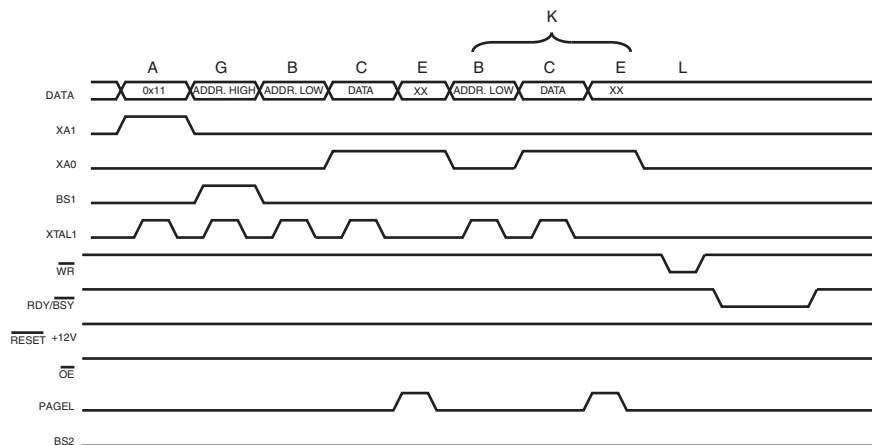 K
A G B C E B C E L
DATA 0x11 ADDR. HIGH ADDR. LOW DATA XX ADDR. LOW DATA XX
XA1
XA0
BS1
XTAL1
WR
RDY/BSY
RESET +12V
OE
PAGEL
BS2